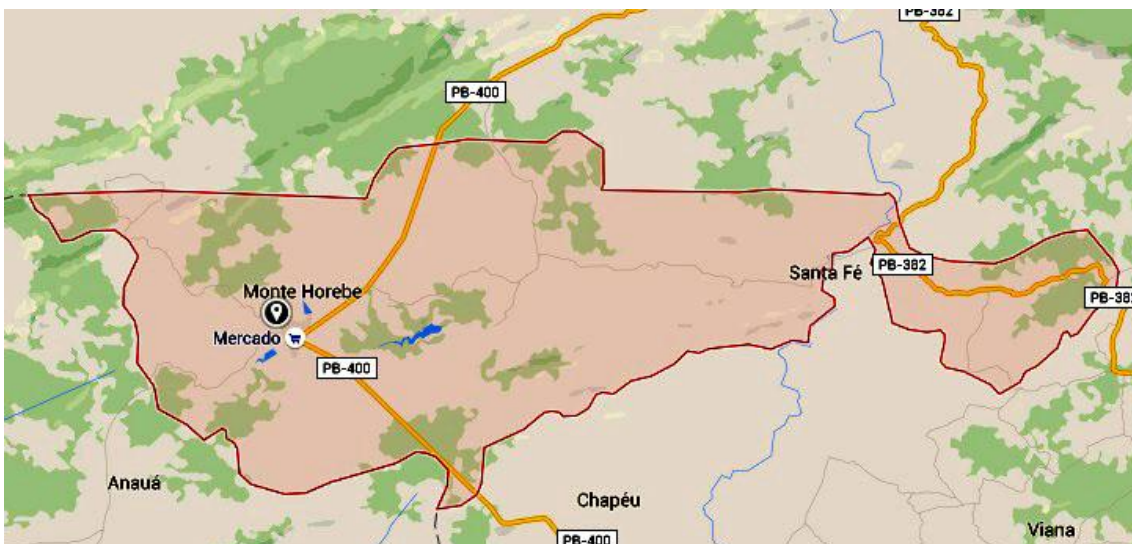 PB-382
PB-400
Santa Fé
PB-382
Monte Horebe
PB-382
Mercado
PB-400
Anauá
Chapéu
Viana
PB-400